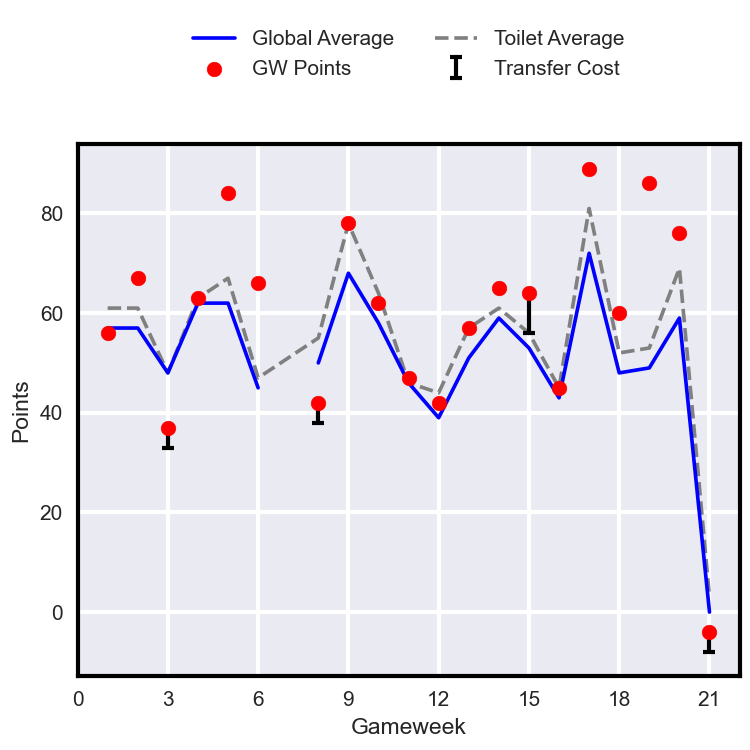 Global Average
Toilet Average
GW Points
Transfer Cost
80
60
40
20
0
Points
0 3 6 9 12 15 18 21
Gameweek